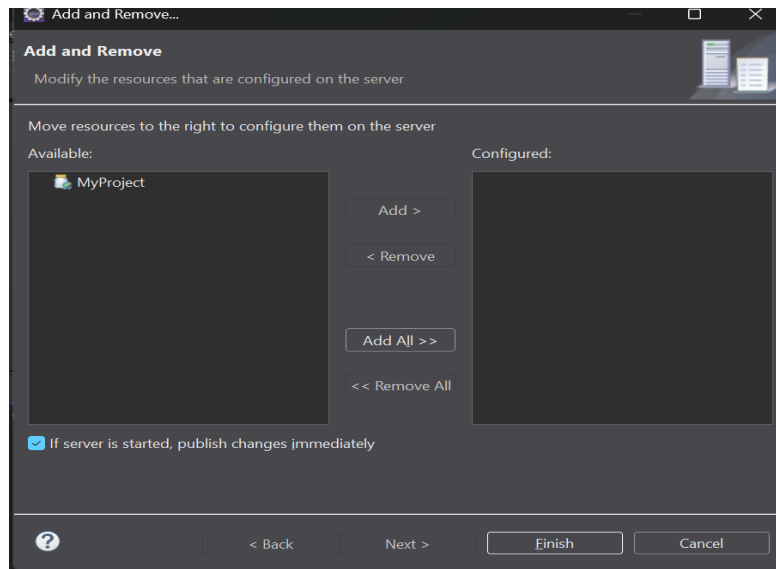 Add and Remove...
Add and Remove
Modify the resources that are configured on the server
Move resources to the right to configure them on the server
Available:
Configured:
MyProject
Add >
< Remove
Add All >>
<< Remove All
If server is started, publish changes immediately
?
< Back
Next >
Finish
Cancel